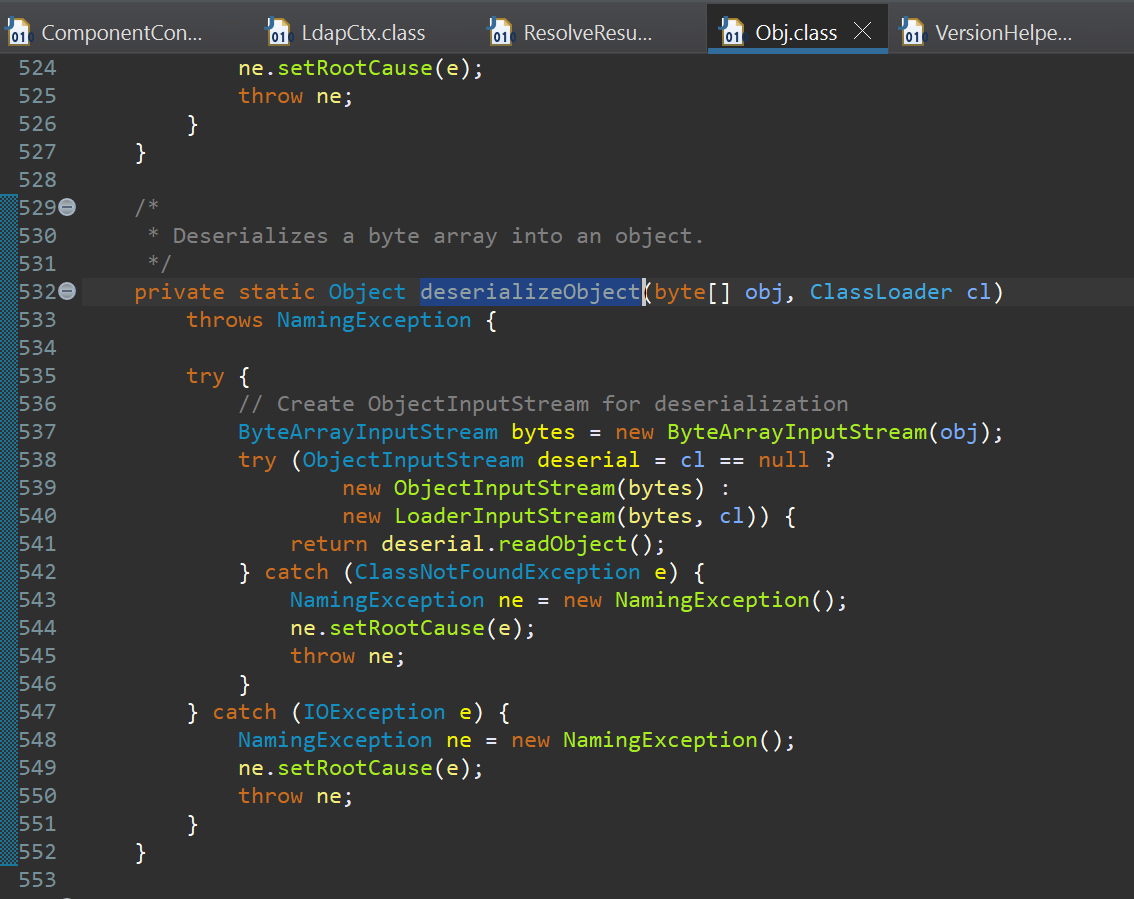 ComponentCon... LdapCtx.class ResolveResu... Obj.class VersionHelpe...
524 ne.setRootCause(e);
525 throw ne;
526 }
527 }
528
529 /*
530 * Deserializes a byte array into an object.
531 */
532 private static Object deserializeObject(byte[] obj, ClassLoader cl)
533 throws NamingException {
534
535 try {
536 // Create ObjectInputStream for deserialization
537 ByteArrayInputStream bytes = new ByteArrayInputStream(obj);
538 try (ObjectInputStream deserial = cl == null ?
539 new ObjectInputStream(bytes) :
540 new LoaderInputStream(bytes, cl)) {
541 return deserial.readObject();
542 } catch (ClassNotFoundException e) {
543 NamingException ne = new NamingException();
544 ne.setRootCause(e);
545 throw ne;
546 }
547 } catch (IOException e) {
548 NamingException ne = new NamingException();
549 ne.setRootCause(e);
550 throw ne;
551 }
552 }
553